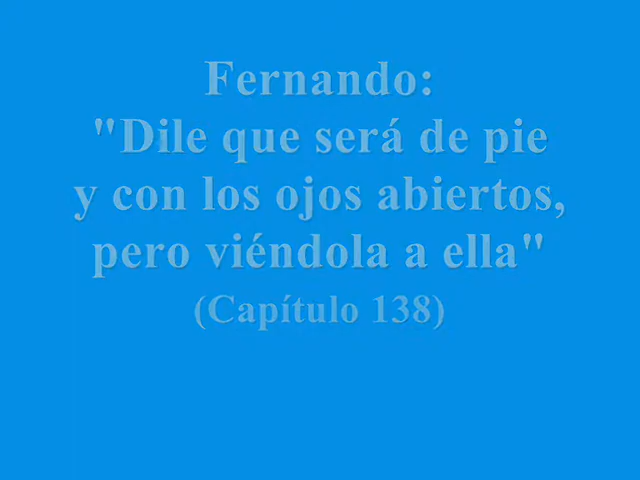 Fernando:
"Dile que será de pie
y con los ojos abiertos,
pero viéndola a ella"
(Capítulo 138)